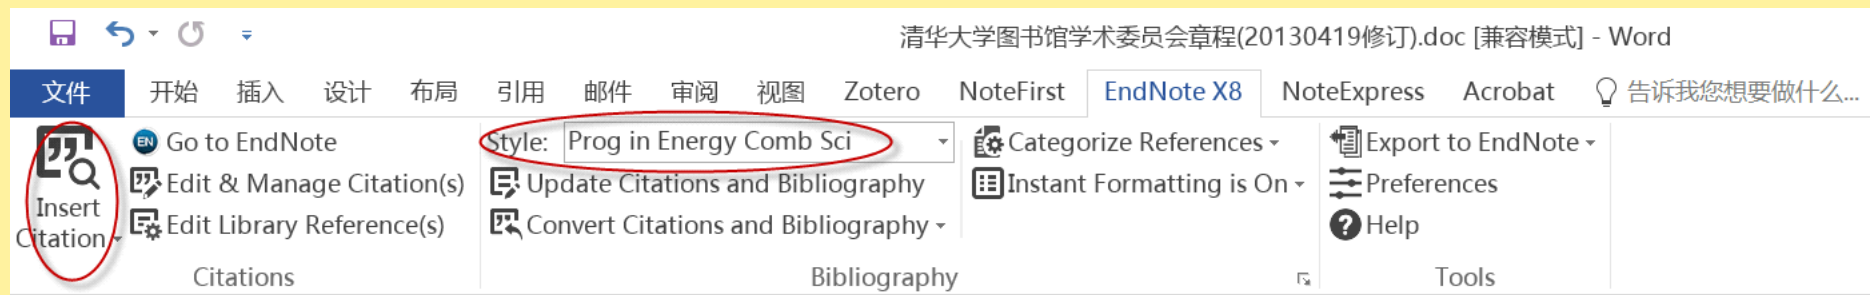 清华大学图书馆学术委员会章程(20130419修订).doc [兼容模式] - Word
文件 开始 插入 设计 布局 引用 邮件 审阅 视图 Zotero NoteFirst EndNote X8 NoteExpress Acrobat 告诉我您想要做什么...
Insert
Citation
EN Go to EndNote
Edit & Manage Citation(s)
Edit Library Reference(s)
Citations
Style: Prog in Energy Comb Sci
Update Citations and Bibliography
Convert Citations and Bibliography
Categorize References
Instant Formatting is On
Bibliography
Export to EndNote
Preferences
Help
Tools